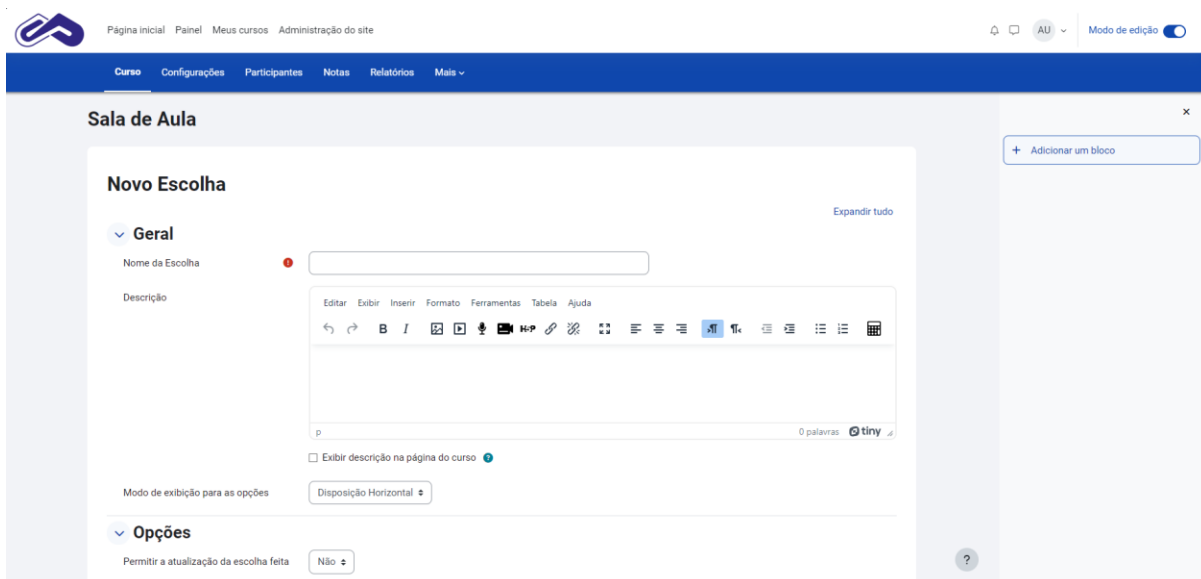 Página inicial Painel Meus cursos Administração do site AU Modo de edição
Curso Configurações Participantes Notas Relatórios Mais
Sala de Aula
+ Adicionar um bloco
Novo Escolha
Expandir tudo
Geral
Nome da Escolha
Descrição
Editar Exibir Inserir Formato Ferramentas Tabela Ajuda
B I H5P
p 0 palavras tiny
Exibir descrição na página do curso ?
Modo de exibição para as opções Disposição Horizontal
Opções
Permitir a atualização da escolha feita Não
?